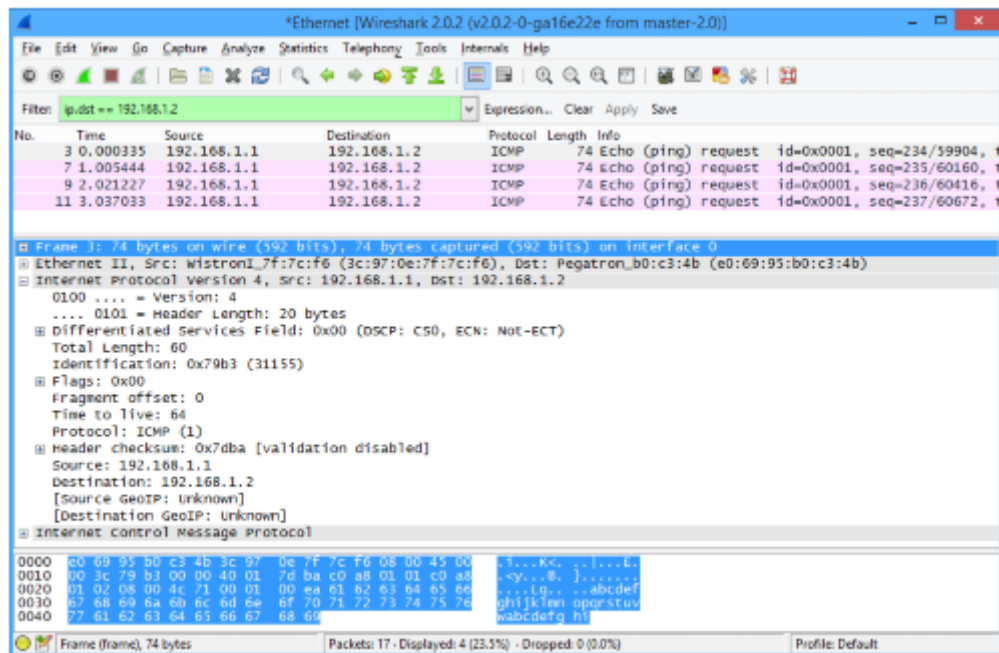 *Ethernet [Wireshark 2.0.2 (v2.0.2-0-ga16e22e from master-2.0)]
File Edit View Go Capture Analyze Statistics Telephony Tools Internals Help
Filter: ip.dst == 192.168.1.2 Expression... Clear Apply Save
No. Time Source Destination Protocol Length Info
3 0.000335 192.168.1.1 192.168.1.2 ICMP 74 Echo (ping) request id=0x0001, seq=234/59904, t
7 1.005444 192.168.1.1 192.168.1.2 ICMP 74 Echo (ping) request id=0x0001, seq=235/60160, t
9 2.021227 192.168.1.1 192.168.1.2 ICMP 74 Echo (ping) request id=0x0001, seq=236/60416, t
11 3.037033 192.168.1.1 192.168.1.2 ICMP 74 Echo (ping) request id=0x0001, seq=237/60672, t
Frame 3: 74 bytes on wire (592 bits), 74 bytes captured (592 bits) on interface 0
Ethernet II, Src: WistronI_7f:7c:f6 (3c:97:0e:7f:7c:f6), Dst: Pegatron_b0:c3:4b (e0:69:95:b0:c3:4b)
Internet Protocol Version 4, Src: 192.168.1.1, Dst: 192.168.1.2
0100 .... = Version: 4
.... 0101 = Header Length: 20 bytes
Differentiated Services Field: 0x00 (DSCP: CS0, ECN: Not-ECT)
Total Length: 60
Identification: 0x79b3 (31155)
Flags: 0x00
Fragment offset: 0
Time to live: 64
Protocol: ICMP (1)
Header checksum: 0x7dba [validation disabled]
Source: 192.168.1.1
Destination: 192.168.1.2
[Source GeoIP: Unknown]
[Destination GeoIP: Unknown]
Internet Control Message Protocol
0000 e0 69 95 b0 c3 4b 3c 97 0e 7f 7c f6 08 00 45 00 .i...K<. ..|...E.
0010 00 3c 79 b3 00 00 40 01 7d ba c0 a8 01 01 c0 a8 .<y...@. }.......
0020 01 02 08 00 4c 71 00 01 00 ea 61 62 63 64 65 66 ....Lq.. ..abcdef
0030 67 68 69 6a 6b 6c 6d 6e 6f 70 71 72 73 74 75 76 ghijklmn opqrstuv
0040 77 61 62 63 64 65 66 67 68 69 wabcdefg hi
Frame (frame), 74 bytes Packets: 17 · Displayed: 4 (23.5%) · Dropped: 0 (0.0%) Profile: Default